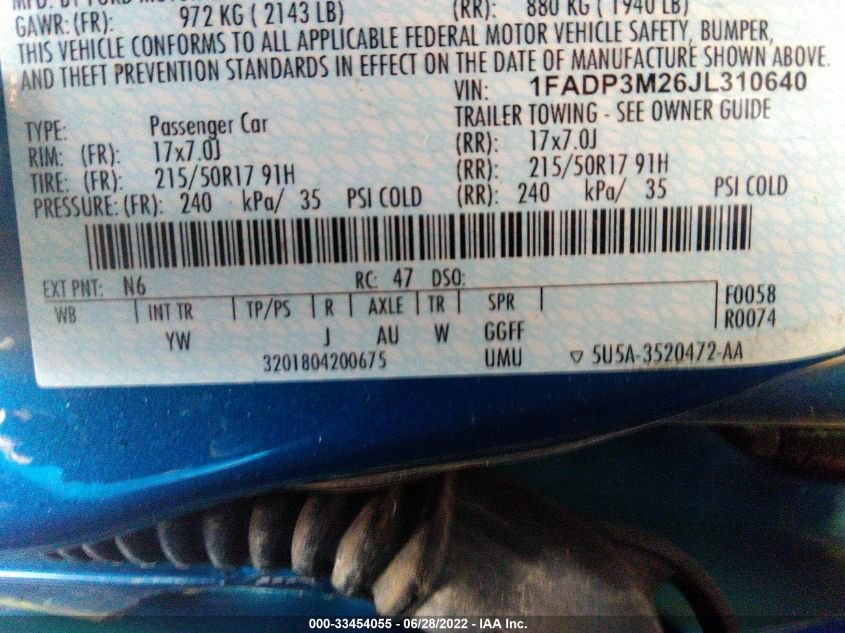 GAWR: (FR): 972 KG ( 2143 LB) (RR): 880 KG ( 1940 LB)
THIS VEHICLE CONFORMS TO ALL APPLICABLE FEDERAL MOTOR VEHICLE SAFETY, BUMPER,
AND THEFT PREVENTION STANDARDS IN EFFECT ON THE DATE OF MANUFACTURE SHOWN ABOVE.
VIN: 1FADP3M26JL310640
TYPE: Passenger Car TRAILER TOWING - SEE OWNER GUIDE
RIM: (FR): 17x7.0J (RR): 17x7.0J
TIRE: (FR): 215/50R17 91H (RR): 215/50R17 91H
PRESSURE: (FR): 240 kPa/ 35 PSI COLD (RR): 240 kPa/ 35 PSI COLD
EXT PNT: N6 RC: 47 DSO:
WB INT TR TP/PS R AXLE TR SPR F0058
YW J AU W GGFF R0074
3201804200675 UMU ▽ 5U5A-3520472-AA
000-33454055 - 06/28/2022 - IAA Inc.